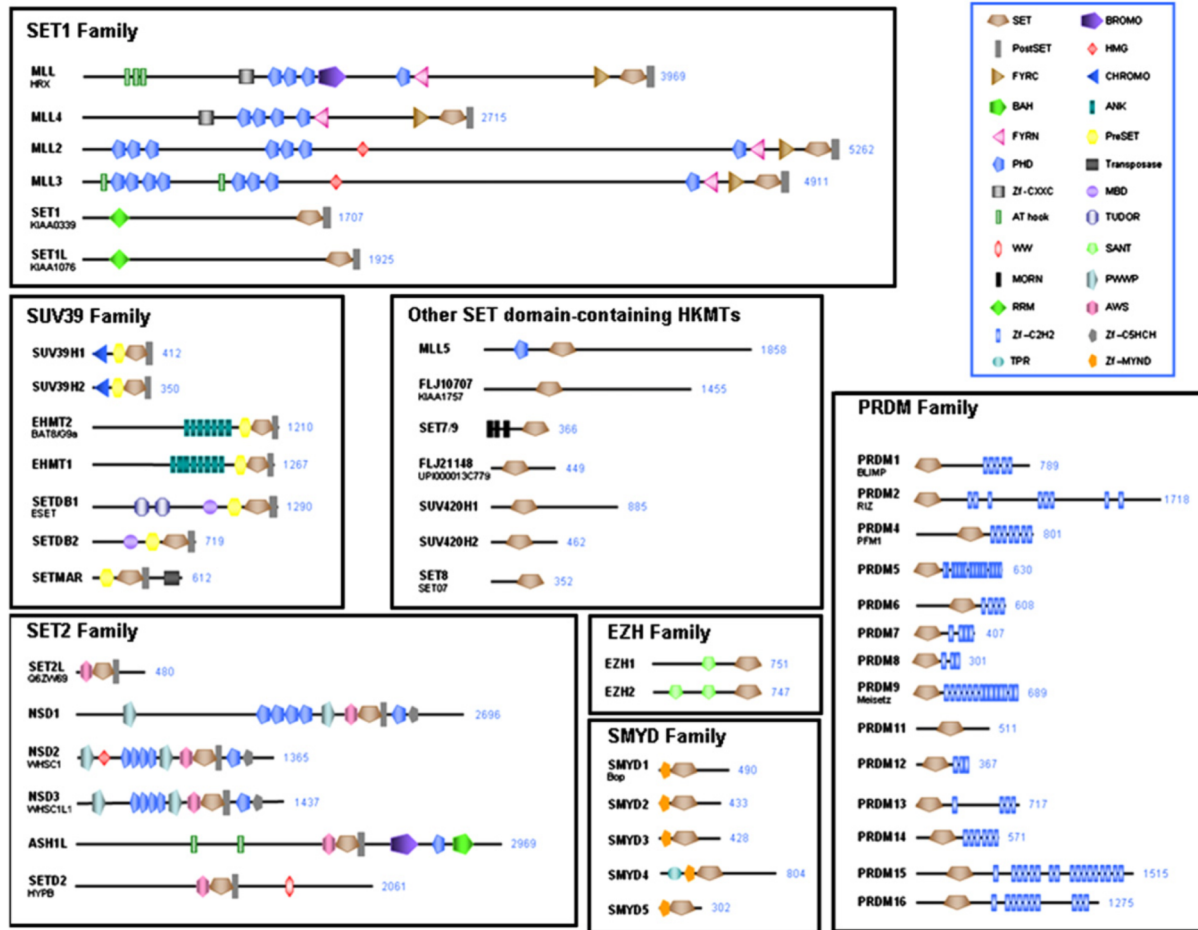 SET1 Family
MLL
HRX
3969
MLL4
2715
MLL2
5262
MLL3
4911
SET1
KIAA0339
1707
SET1L
KIAA1076
1925
SET BROMO
PostSET HMG
FYRC CHROMO
BAH ANK
FYRN PreSET
PHD Transposase
Zf-CXXC MBD
AT hook TUDOR
WW SANT
MORN PWWP
RRM AWS
Zf-C2H2 Zf-C5HCH
TPR Zf-MYND
SUV39 Family
SUV39H1 412
SUV39H2 350
EHMT2 1210
BAT8/G9a
EHMT1 1267
SETDB1 1290
ESET
SETDB2 719
SETMAR 612
Other SET domain-containing HKMTs
MLL5 1858
FLJ10707 1455
KIAA1757
SET7/9 366
FLJ21148 449
UPI000013C779
SUV420H1 885
SUV420H2 462
SET8 352
SET07
PRDM Family
PRDM1 789
BLIMP
PRDM2 1718
RIZ
PRDM4 801
PFM1
PRDM5 630
PRDM6 608
PRDM7 407
PRDM8 301
PRDM9 689
Meisetz
PRDM11 511
PRDM12 367
PRDM13 717
PRDM14 571
PRDM15 1515
PRDM16 1275
SET2 Family
SET2L 480
Q6ZW69
NSD1 2696
NSD2 1365
WHSC1
NSD3 1437
WHSC1L1
ASH1L 2969
SETD2 2061
HYPB
EZH Family
EZH1 751
EZH2 747
SMYD Family
SMYD1 490
Bop
SMYD2 433
SMYD3 428
SMYD4 804
SMYD5 302